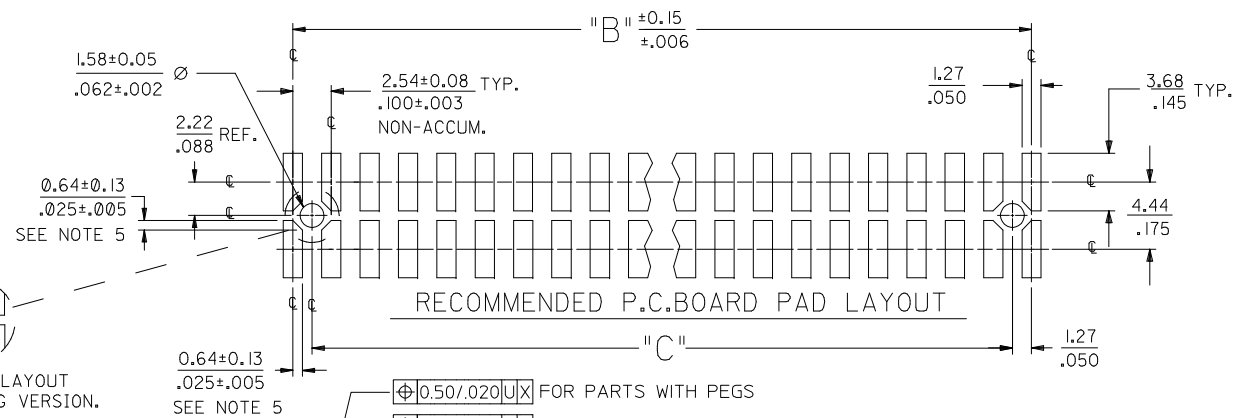 "B" ±0.15
±.006
℄
℄
1.58±0.05 Ø
.062±.002
2.54±0.08 TYP.
.100±.003
NON-ACCUM.
℄
1.27
.050
3.68 TYP.
.145
2.22 REF.
.088
℄
℄
0.64±0.13
.025±.005
SEE NOTE 5
℄
℄
4.44
.175
℄
℄ ℄
RECOMMENDED P.C.BOARD PAD LAYOUT
"C"
1.27
.050
0.64±0.13
.025±.005
SEE NOTE 5
LAYOUT
VERSION.
⌖ 0.50/.020 U X FOR PARTS WITH PEGS